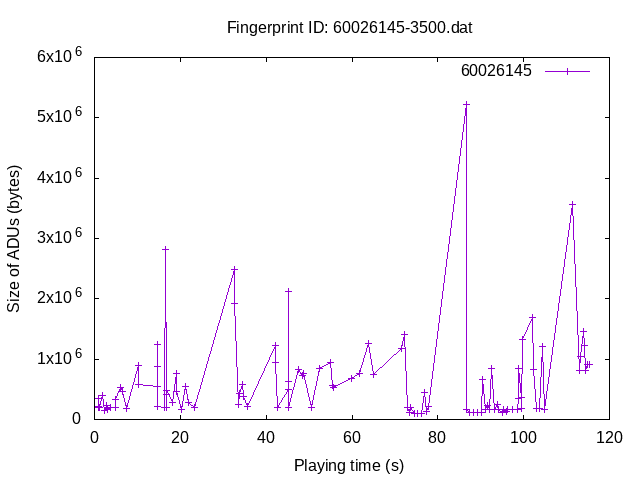 Fingerprint ID: 60026145-3500.dat
60026145
6x10^6
5x10^6
4x10^6
3x10^6
2x10^6
1x10^6
0
Size of ADUs (bytes)
0 20 40 60 80 100 120
Playing time (s)